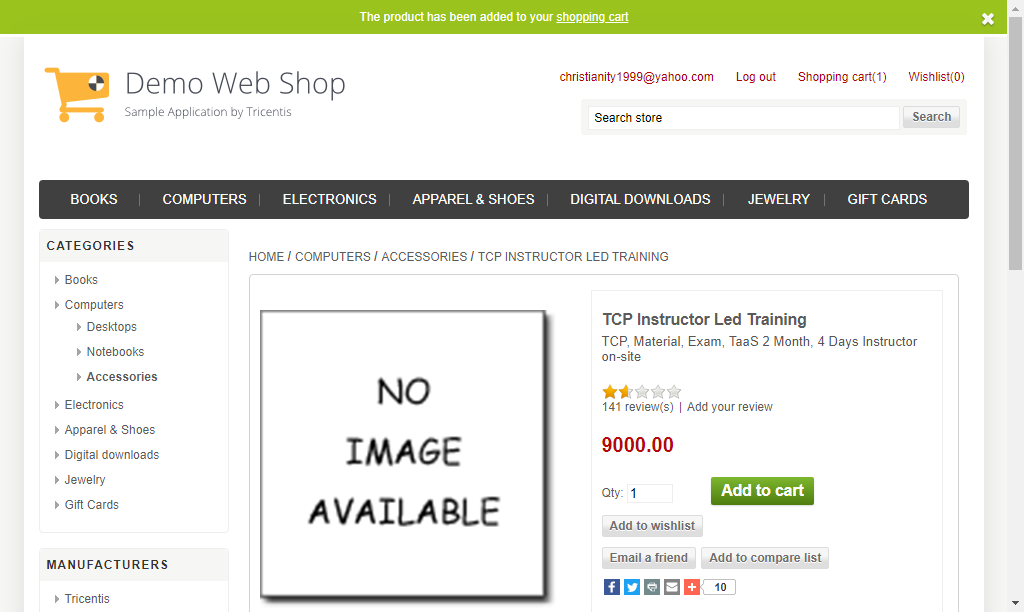 The product has been added to your shopping cart
Demo Web Shop
Sample Application by Tricentis
christianity1999@yahoo.com Log out Shopping cart(1) Wishlist(0)
Search store Search
BOOKS COMPUTERS ELECTRONICS APPAREL & SHOES DIGITAL DOWNLOADS JEWELRY GIFT CARDS
CATEGORIES
Books
Computers
Desktops
Notebooks
Accessories
Electronics
Apparel & Shoes
Digital downloads
Jewelry
Gift Cards
MANUFACTURERS
Tricentis
HOME / COMPUTERS / ACCESSORIES / TCP INSTRUCTOR LED TRAINING
NO
IMAGE
AVAILABLE
TCP Instructor Led Training
TCP, Material, Exam, TaaS 2 Month, 4 Days Instructor
on-site
141 review(s) | Add your review
9000.00
Qty: 1 Add to cart
Add to wishlist
Email a friend Add to compare list
10